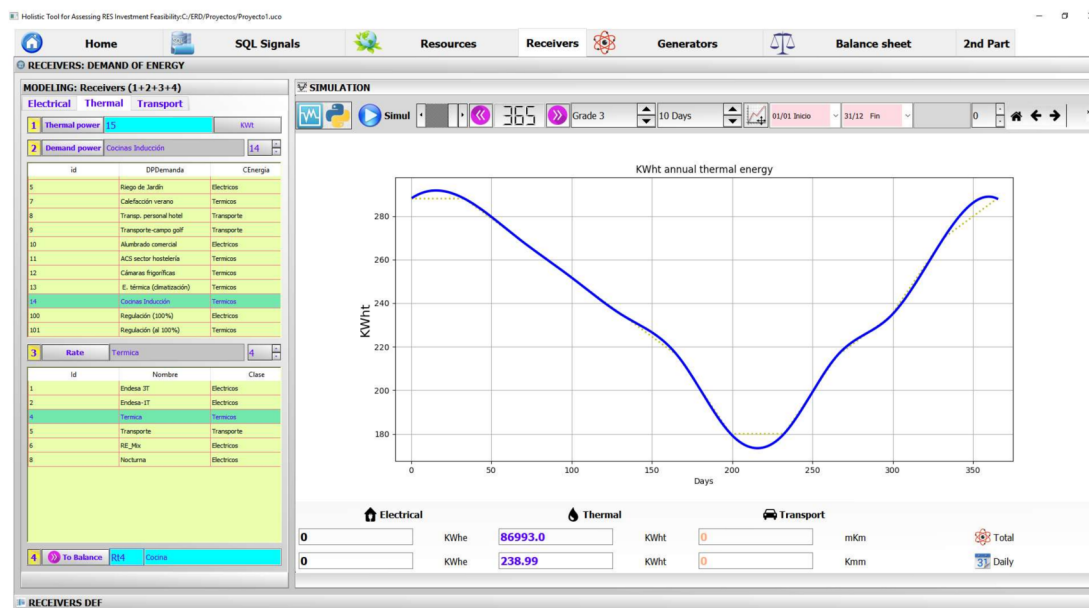 Holistic Tool for Assessing RES Investment Feasibility:C:/ERD/Proyectos/Proyecto1.uco
Home SQL Signals Resources Receivers Generators Balance sheet 2nd Part
RECEIVERS: DEMAND OF ENERGY
MODELING: Receivers (1+2+3+4)
Electrical Thermal Transport
1 Thermal power 15 KWt
2 Demand power Cocinas Inducción 14
id DPDemanda CEnergia
5 Riego de Jardín Electricos
7 Calefacción verano Termicos
8 Transp. personal hotel Transporte
9 Transporte-campo golf Transporte
10 Alumbrado comercial Electricos
11 ACS sector hostelería Termicos
12 Cámaras frigoríficas Termicos
13 E. térmica (climatización) Termicos
14 Cocinas Inducción Termicos
100 Regulación (100%) Electricos
101 Regulación (al 100%) Termicos
3 Rate Termica 4
Id Nombre Clase
1 Endesa 3T Electricos
2 Endesa-1T Electricos
4 Termica Termicos
5 Transporte Transporte
6 RE_Mix Electricos
8 Nocturna Electricos
4 To Balance Rt4 Cocina
SIMULATION
Simul 365 Grade 3 10 Days 01/01 Inicio 31/12 Fin 0
KWht annual thermal energy
KWht
280
260
240
220
200
180
0 50 100 150 200 250 300 350
Days
Electrical Thermal Transport
0 KWhe 86993.0 KWht 0 mKm Total
0 KWhe 238.99 KWht 0 Kmm 31 Daily
RECEIVERS DEF